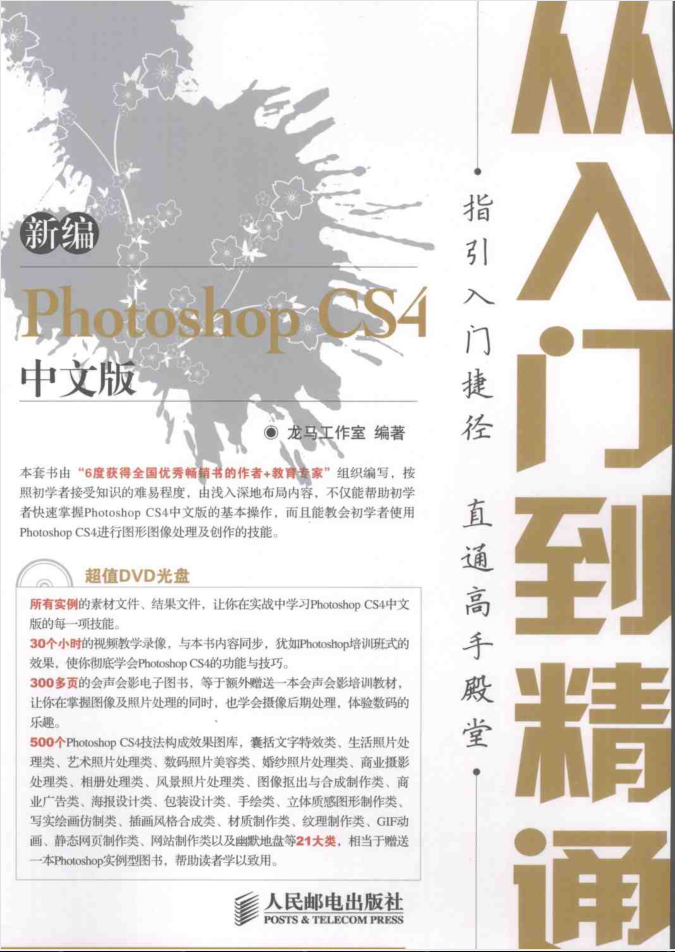 新编
Photoshop CS4
中文版
龙马工作室 编著
从入门到精通
指引入门捷径 直通高手殿堂
本套书由“6度获得全国优秀畅销书的作者+教育专家”组织编写，按
照初学者接受知识的难易程度，由浅入深地布局内容，不仅能帮助初学
者快速掌握Photoshop CS4中文版的基本操作，而且能教会初学者使用
Photoshop CS4进行图形图像处理及创作的技能。
超值DVD光盘
所有实例的素材文件、结果文件，让你在实战中学习Photoshop CS4中文
版的每一项技能。
30个小时的视频教学录像，与本书内容同步，犹如Photoshop培训班式的
效果，使你彻底学会Photoshop CS4的功能与技巧。
300多页的会声会影电子图书，等于额外赠送一本会声会影培训教材，
让你在掌握图像及照片处理的同时，也学会摄像后期处理，体验数码的
乐趣。
500个Photoshop CS4技法构成效果图库，囊括文字特效类、生活照片处
理类、艺术照片处理类、数码照片美容类、婚纱照片处理类、商业摄影
处理类、相册处理类、风景照片处理类、图像抠出与合成制作类、商
业广告类、海报设计类、包装设计类、手绘类、立体质感图形制作类、
写实绘画仿制类、插画风格合成类、材质制作类、纹理制作类、GIF动
画、静态网页制作类、网站制作类以及幽默地盘等21大类，相当于赠送
一本Photoshop实例型图书，帮助读者学以致用。
人民邮电出版社
POSTS & TELECOM PRESS